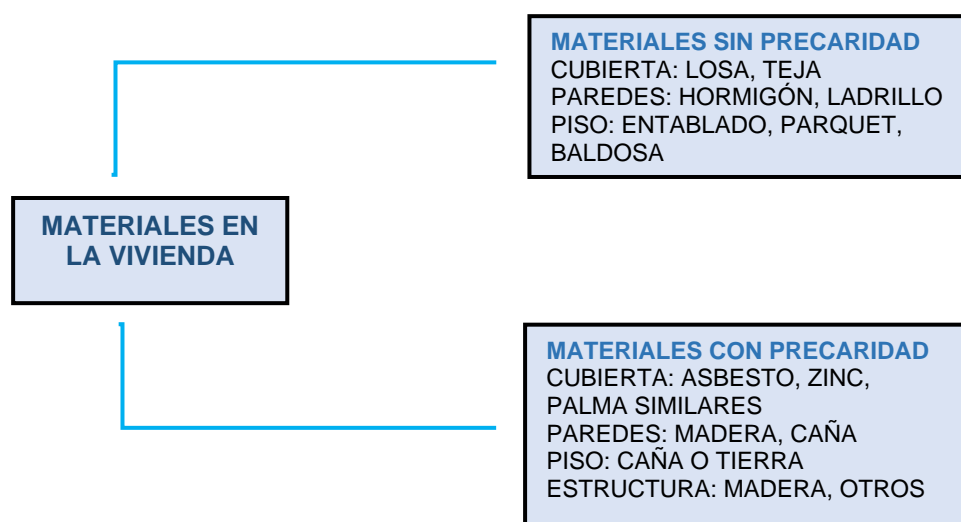 MATERIALES SIN PRECARIDAD
CUBIERTA: LOSA, TEJA
PAREDES: HORMIGÓN, LADRILLO
PISO: ENTABLADO, PARQUET,
BALDOSA
MATERIALES EN
LA VIVIENDA
MATERIALES CON PRECARIDAD
CUBIERTA: ASBESTO, ZINC,
PALMA SIMILARES
PAREDES: MADERA, CAÑA
PISO: CAÑA O TIERRA
ESTRUCTURA: MADERA, OTROS